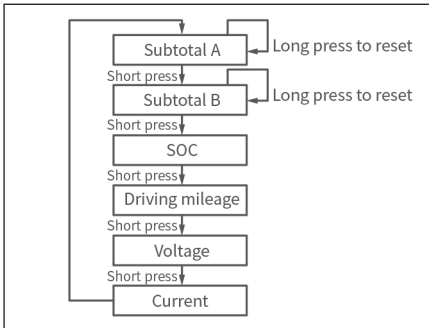 Subtotal A
Long press to reset
Short press
Subtotal B
Long press to reset
Short press
SOC
Short press
Driving mileage
Short press
Voltage
Short press
Current